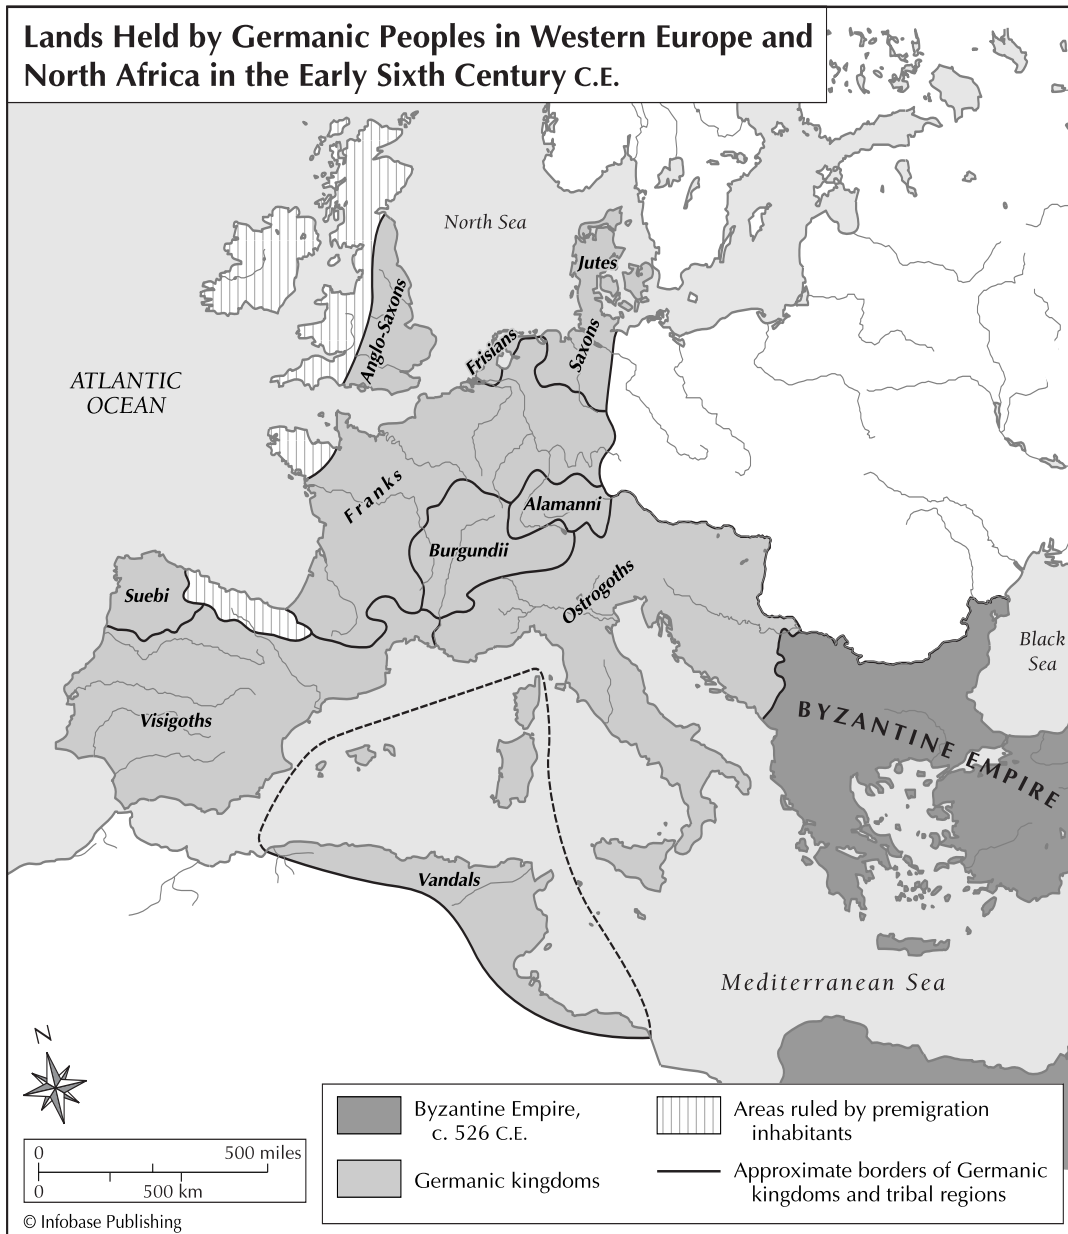 Lands Held by Germanic Peoples in Western Europe and
North Africa in the Early Sixth Century C.E.
North Sea
Jutes
Anglo-Saxons
Frisians
Saxons
ATLANTIC
OCEAN
Franks
Alamanni
Burgundii
Suebi
Ostrogoths
Black
Sea
Visigoths
BYZANTINE EMPIRE
Vandals
Mediterranean Sea
N
0 500 miles
0 500 km
© Infobase Publishing
Byzantine Empire,
c. 526 C.E.
Germanic kingdoms
Areas ruled by premigration
inhabitants
Approximate borders of Germanic
kingdoms and tribal regions